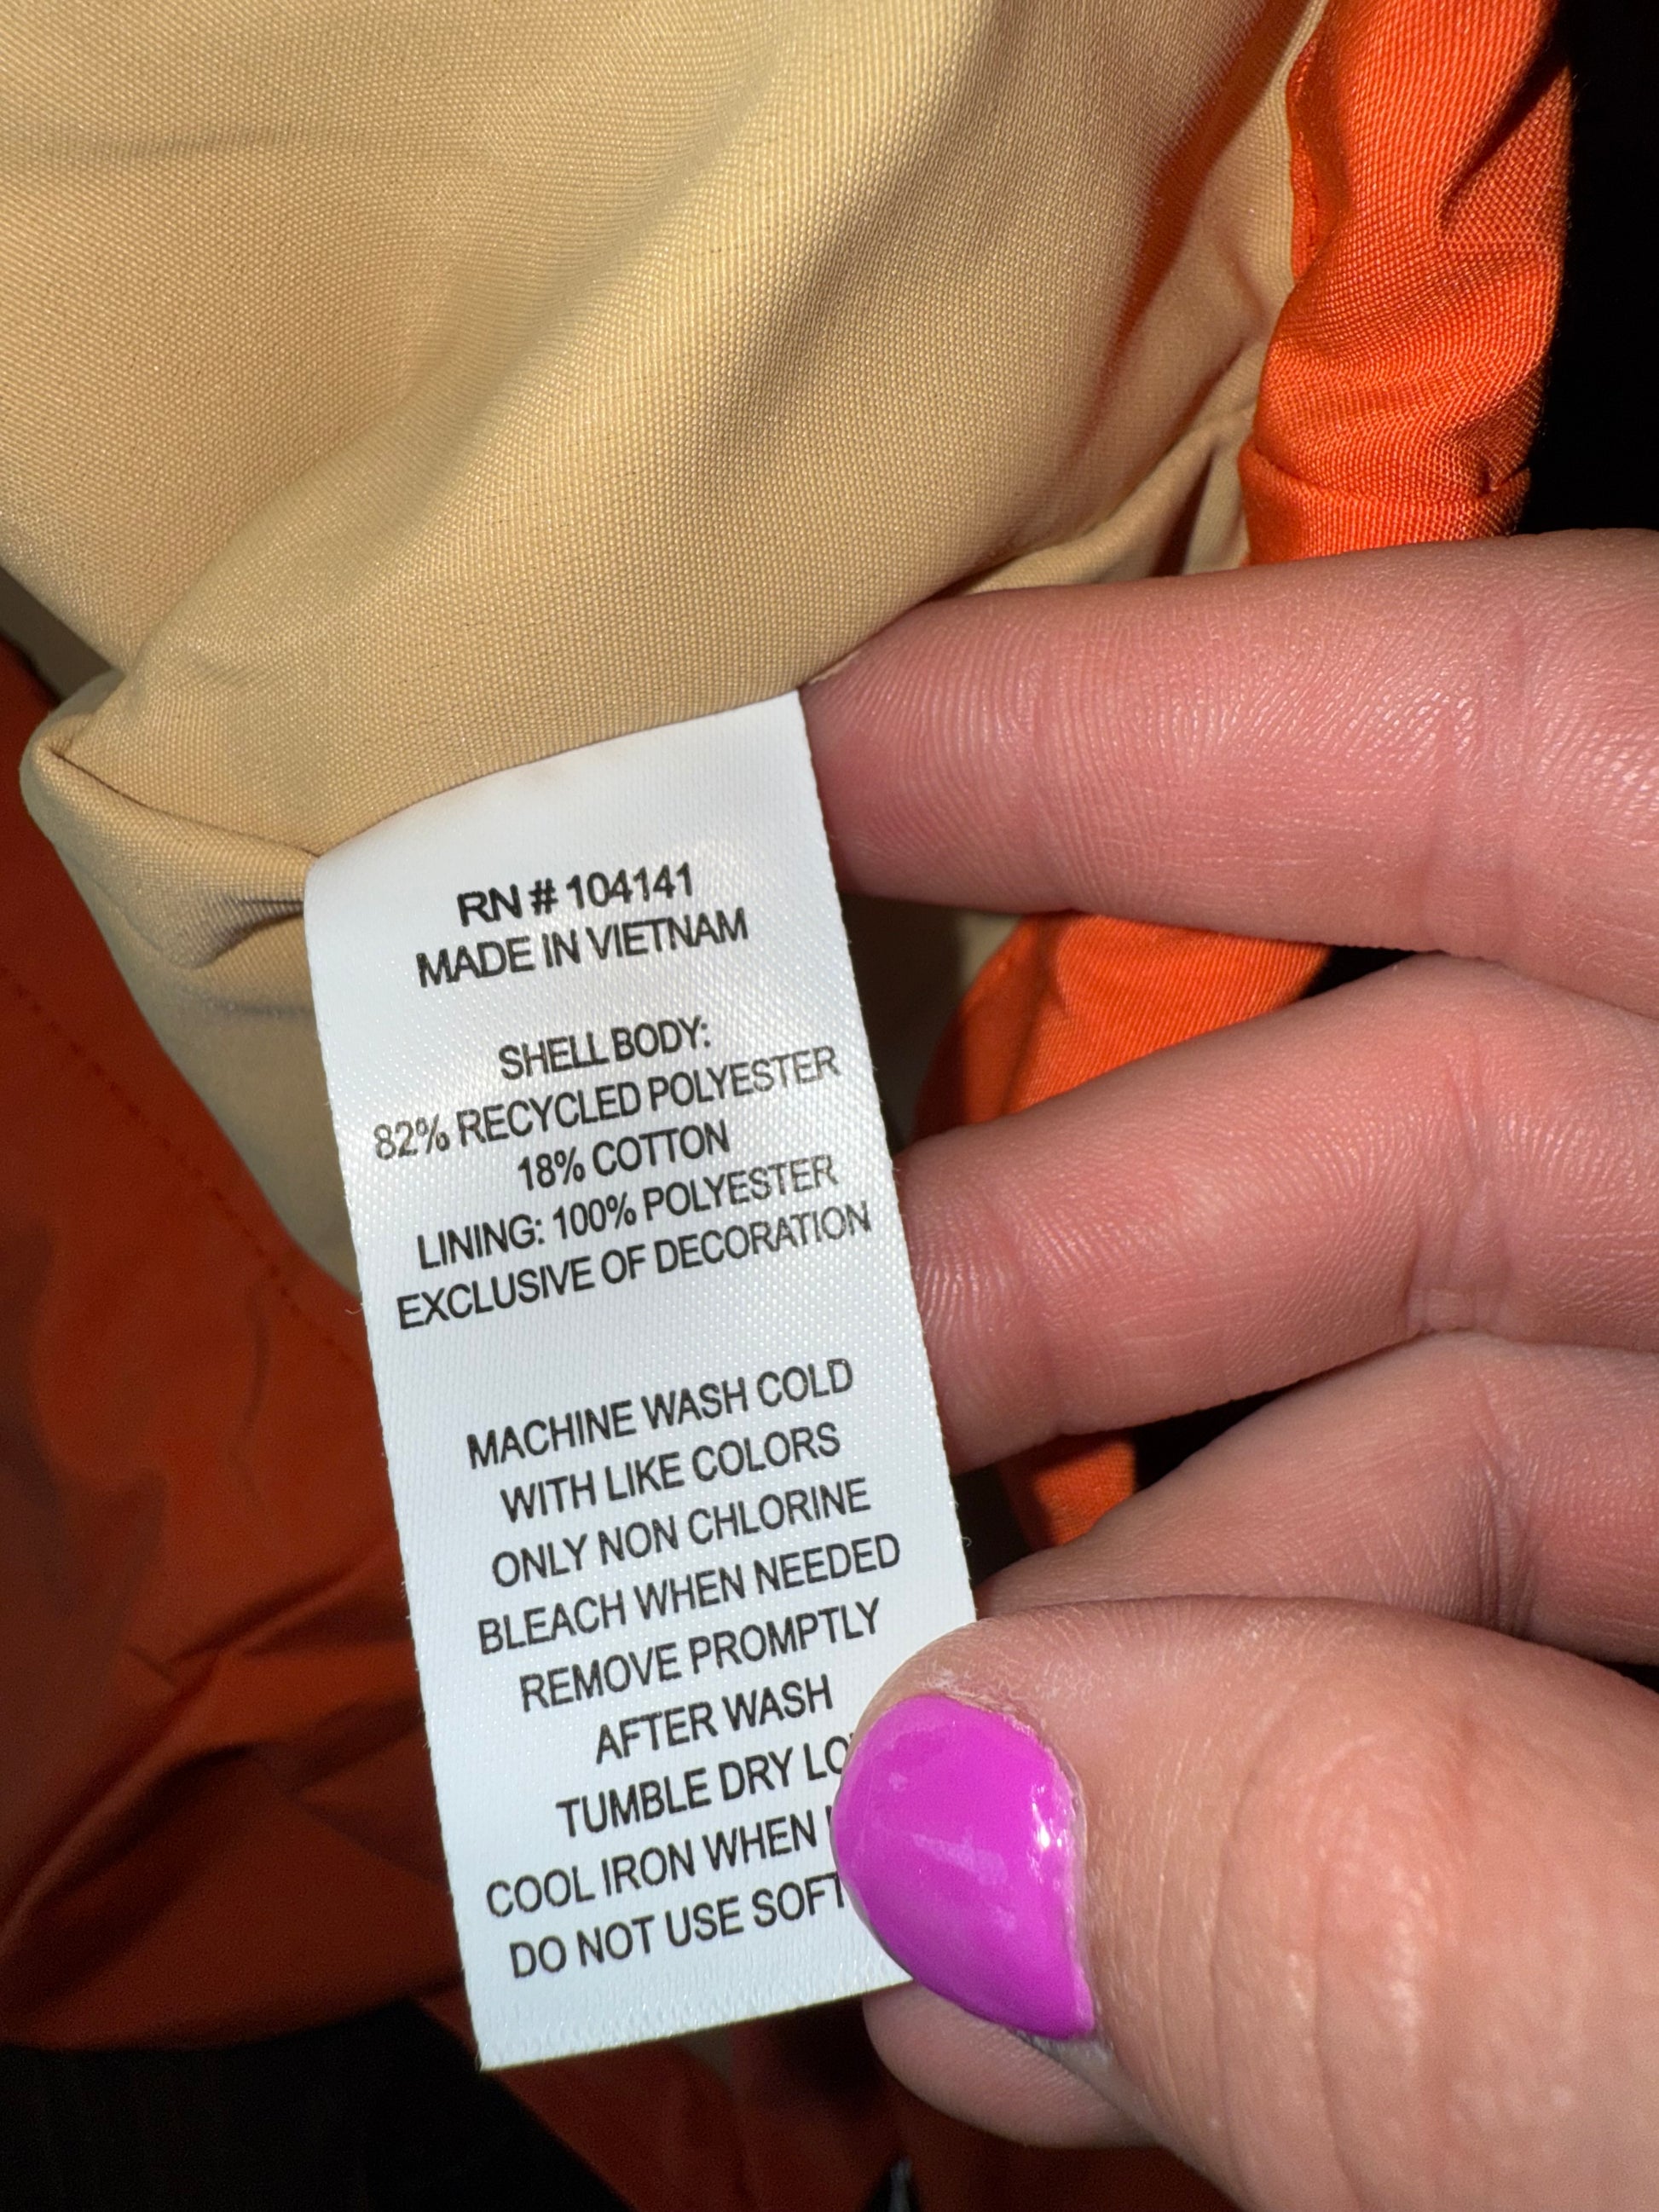 RN # 104141
MADE IN VIETNAM
SHELL BODY:
82% RECYCLED POLYESTER
18% COTTON
LINING: 100% POLYESTER
EXCLUSIVE OF DECORATION
MACHINE WASH COLD
WITH LIKE COLORS
ONLY NON CHLORINE
BLEACH WHEN NEEDED
REMOVE PROMPTLY
AFTER WASH
TUMBLE DRY
COOL IRON WHEN
DO NOT USE